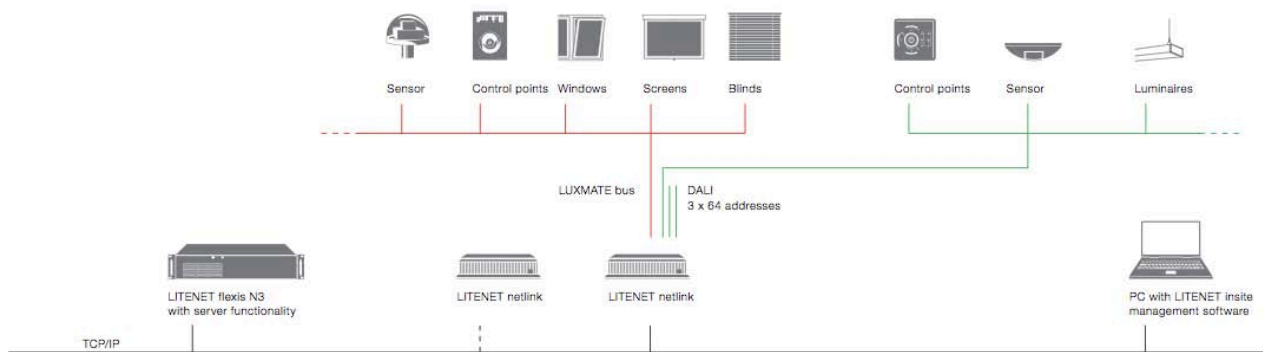 Sensor
Control points
Windows
Screens
Blinds
Control points
Sensor
Luminaires
LUXMATE bus
DALI
3 x 64 addresses
LITENET flexis N3
with server functionality
LITENET netlink
LITENET netlink
PC with LITENET insite
management software
TCP/IP